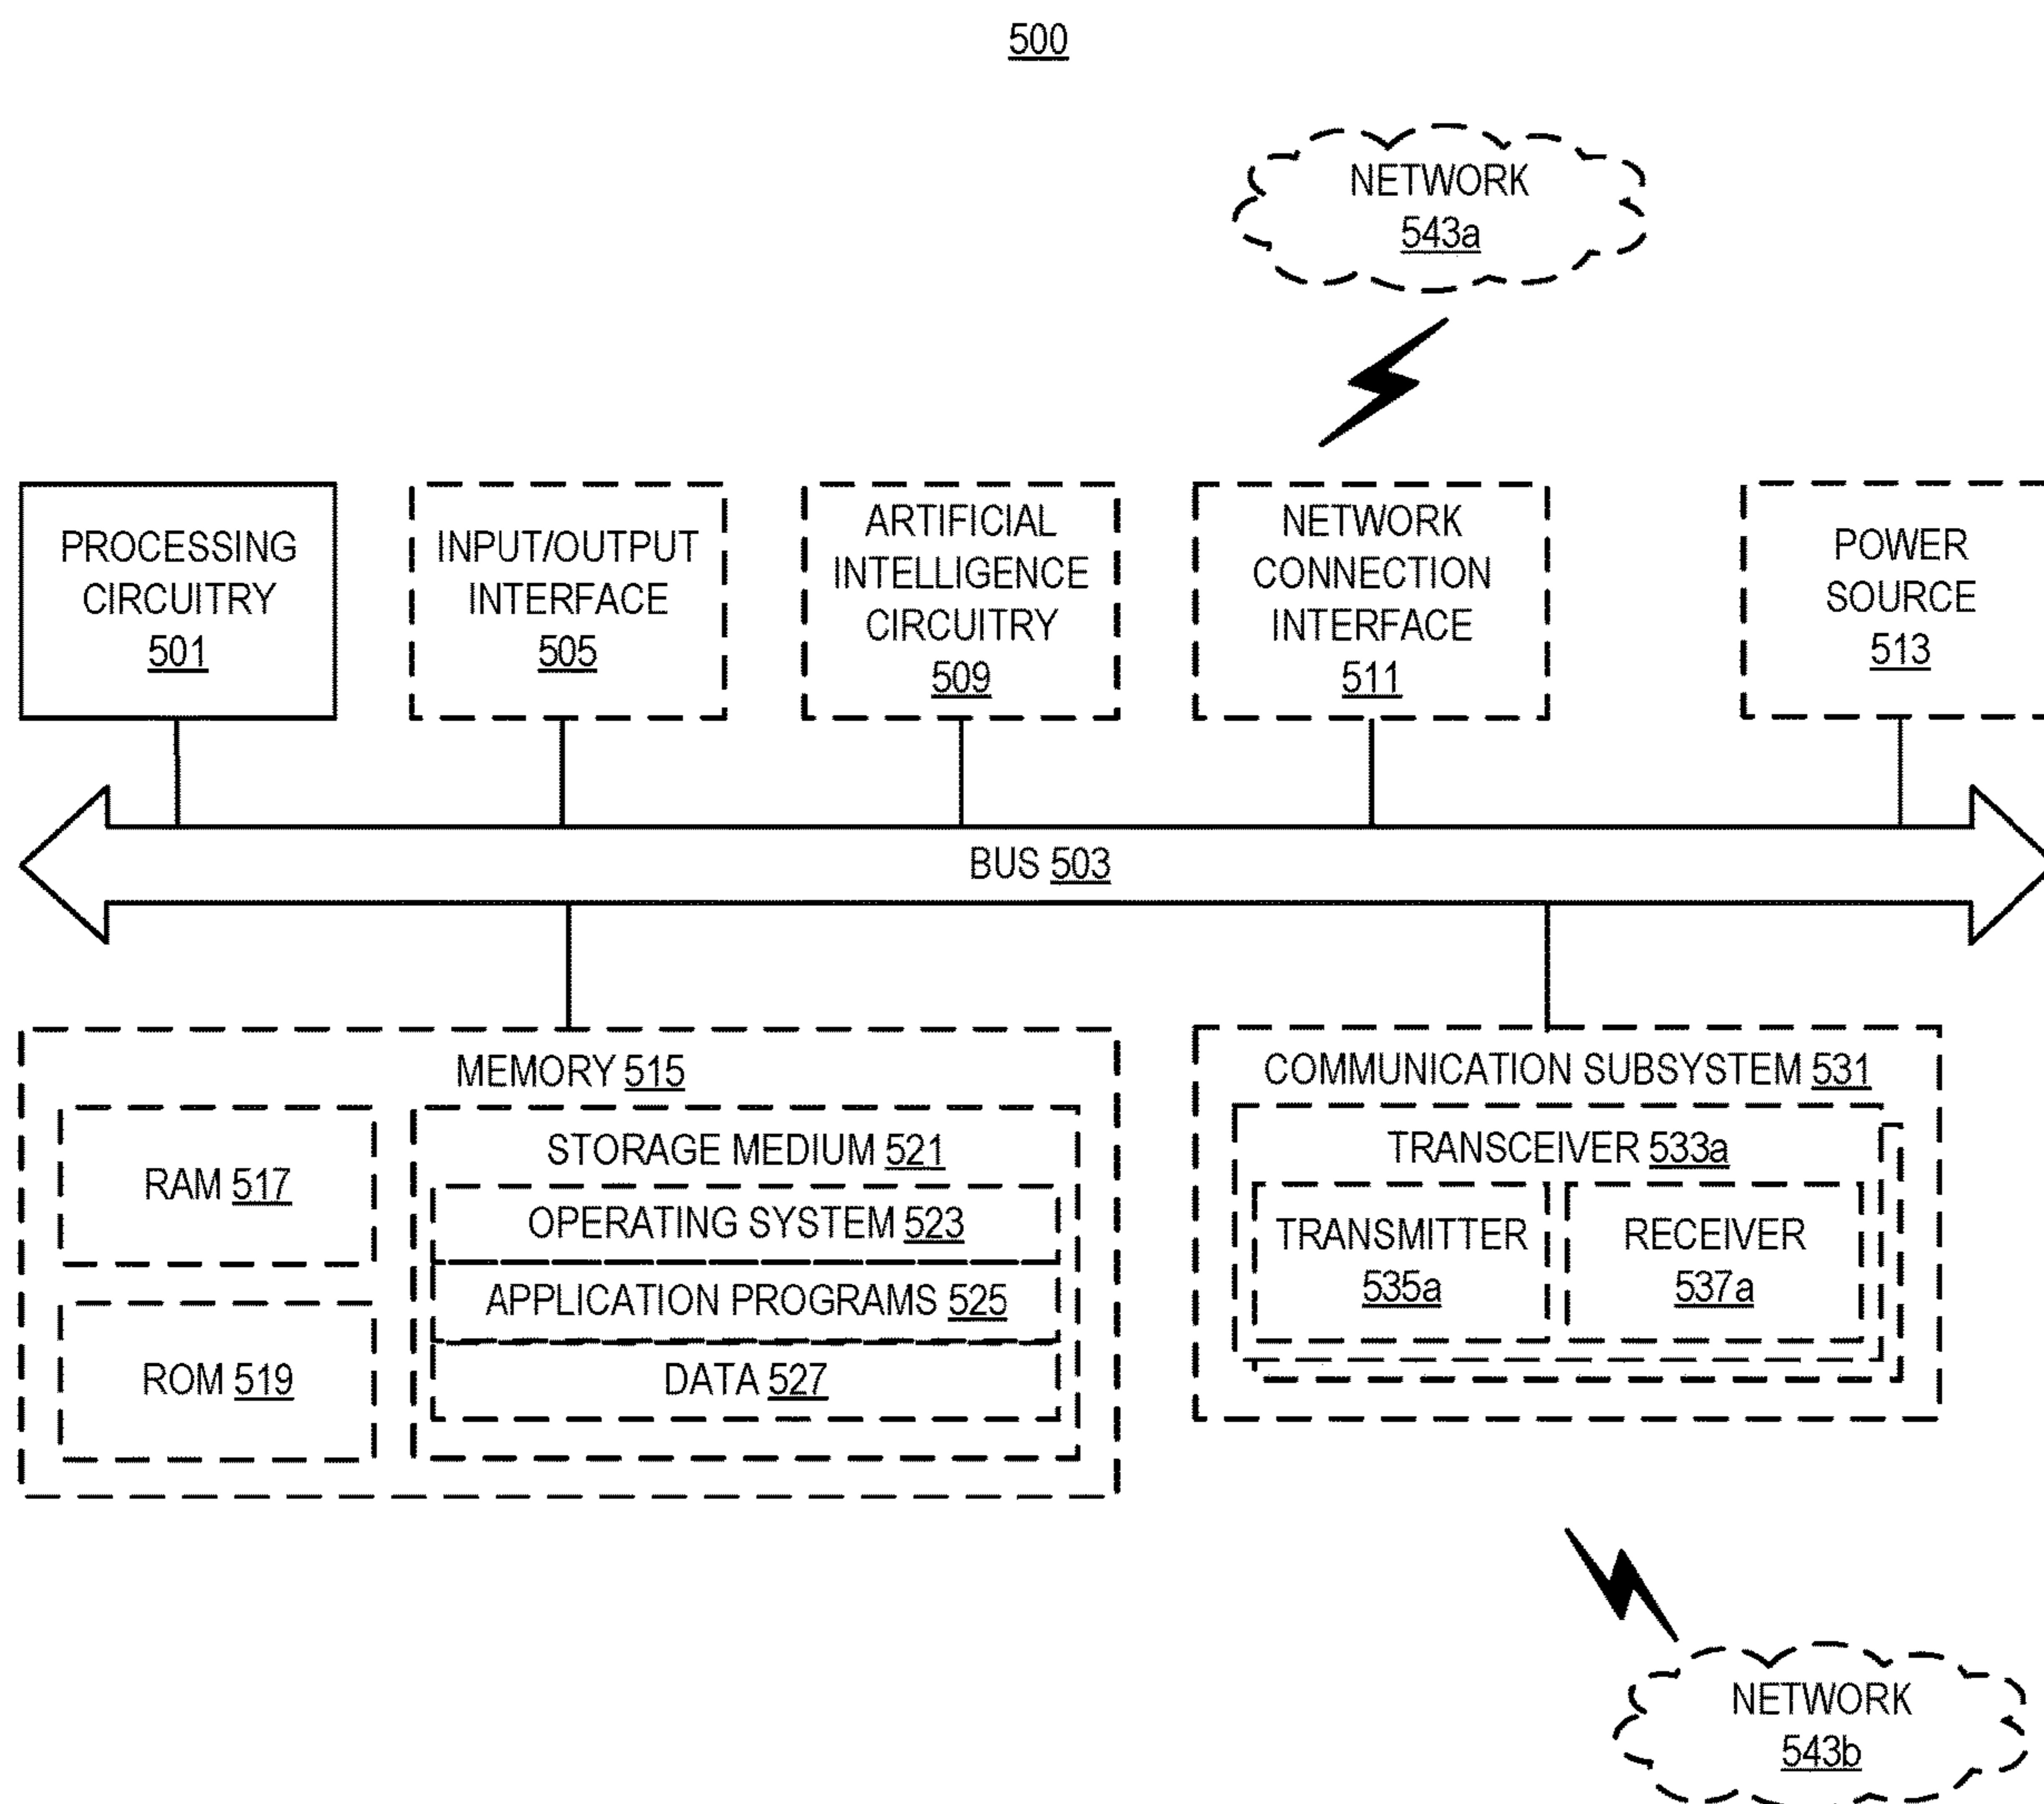 500
NETWORK
543a
PROCESSING
CIRCUITRY
501
INPUT/OUTPUT
INTERFACE
505
ARTIFICIAL
INTELLIGENCE
CIRCUITRY
509
NETWORK
CONNECTION
INTERFACE
511
POWER
SOURCE
513
BUS 503
MEMORY 515
RAM 517
ROM 519
STORAGE MEDIUM 521
OPERATING SYSTEM 523
APPLICATION PROGRAMS 525
DATA 527
COMMUNICATION SUBSYSTEM 531
TRANSCEIVER 533a
TRANSMITTER
535a
RECEIVER
537a
NETWORK
543b